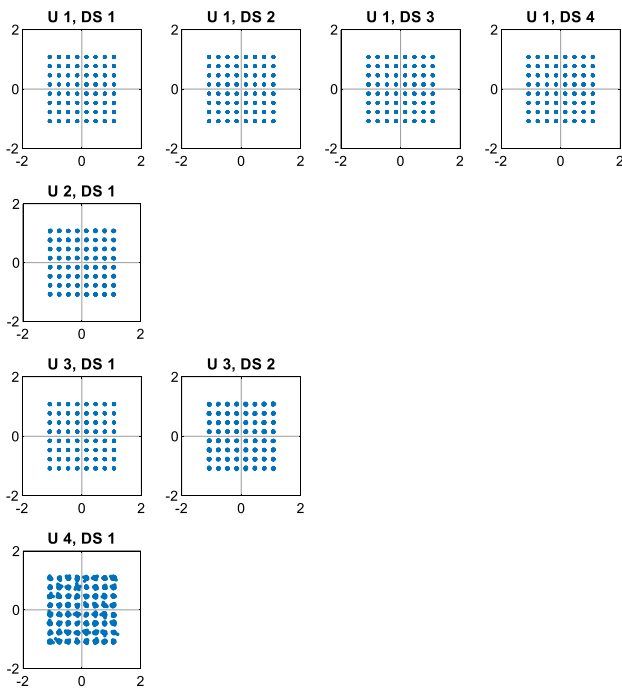 U 1, DS 1 U 1, DS 2 U 1, DS 3 U 1, DS 4
2 2 2 2
0 0 0 0
-2 -2 -2 -2
-2 0 2 -2 0 2 -2 0 2 -2 0 2
U 2, DS 1
2
0
-2
-2 0 2
U 3, DS 1 U 3, DS 2
2 2
0 0
-2 -2
-2 0 2 -2 0 2
U 4, DS 1
2
0
-2
-2 0 2